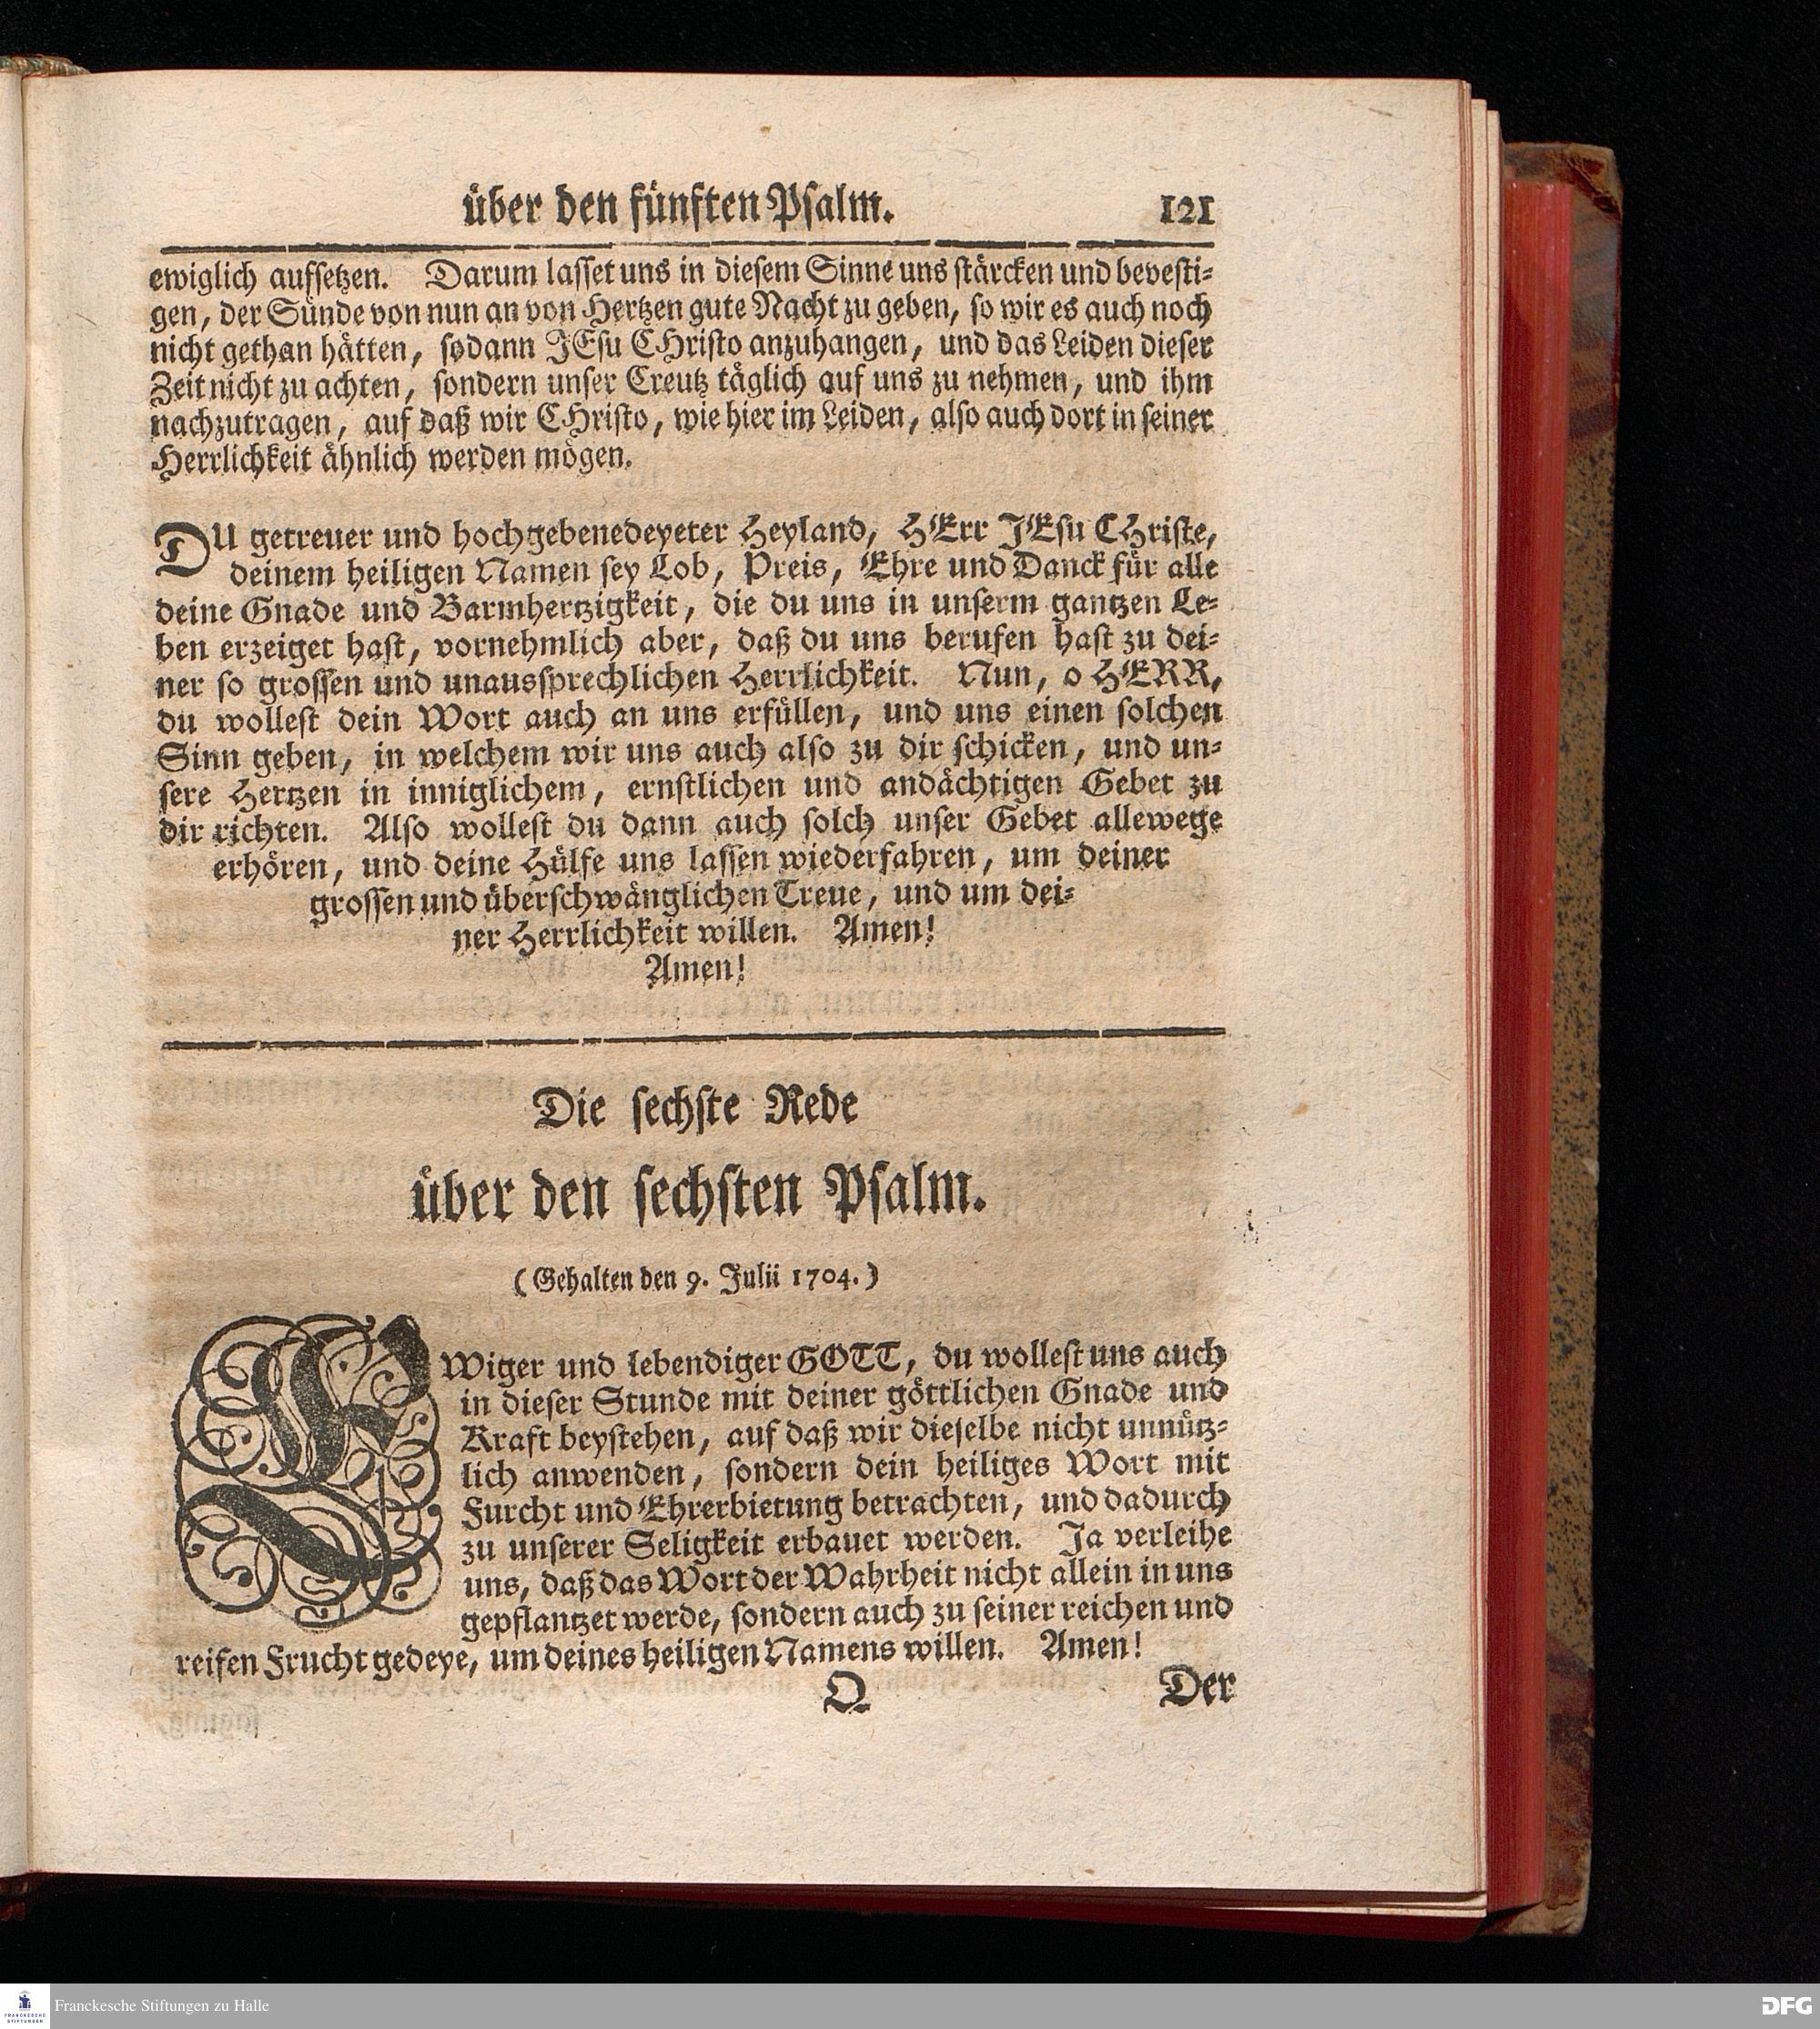 über den fünften Psalm. 121
ewiglich aufsetzen. Darum lasset uns in diesem Sinne uns stärcken und bevesti-
gen, der Sünde von nun an von Hertzen gute Nacht zu geben, so wir es auch noch
nicht gethan hätten, sodann JEsu CHristo anzuhangen, und das Leiden dieser
Zeit nicht zu achten, sondern unser Creutz täglich auf uns zu nehmen, und ihm
nachzutragen, auf daß wir CHristo, wie hier im Leiden, also auch dort in seiner
Herrlichkeit ähnlich werden mögen.
DU getreuer und hochgebenedeyeter Heyland, HErr JEsu CHriste,
deinem heiligen Namen sey Lob, Preis, Ehre und Danck für alle
deine Gnade und Barmhertzigkeit, die du uns in unserm gantzen Le-
ben erzeiget hast, vornehmlich aber, daß du uns berufen hast zu dei-
ner so grossen und unaussprechlichen Herrlichkeit. Nun, o HERR,
du wollest dein Wort auch an uns erfüllen, und uns einen solchen
Sinn geben, in welchem wir uns auch also zu dir schicken, und un-
sere Hertzen in inniglichem, ernstlichen und andächtigen Gebet zu
dir richten. Also wollest du dann auch solch unser Gebet allewege
erhören, und deine Hülfe uns lassen wiederfahren, um deiner
grossen und überschwänglichen Treue, und um dei-
ner Herrlichkeit willen. Amen!
Amen!
Die sechste Rede
über den sechsten Psalm.
(Gehalten den 9. Julii 1704.)
EWiger und lebendiger GOTT, du wollest uns auch
in dieser Stunde mit deiner göttlichen Gnade und
Kraft beystehen, auf daß wir dieselbe nicht unnütz-
lich anwenden, sondern dein heiliges Wort mit
Furcht und Ehrerbietung betrachten, und dadurch
zu unserer Seligkeit erbauet werden. Ja verleihe
uns, daß das Wort der Wahrheit nicht allein in uns
gepflantzet werde, sondern auch zu seiner reichen und
reifen Frucht gedeye, um deines heiligen Namens willen. Amen!
Q Der
FRANCKESCHE STIFTUNGEN Franckesche Stiftungen zu Halle DFG